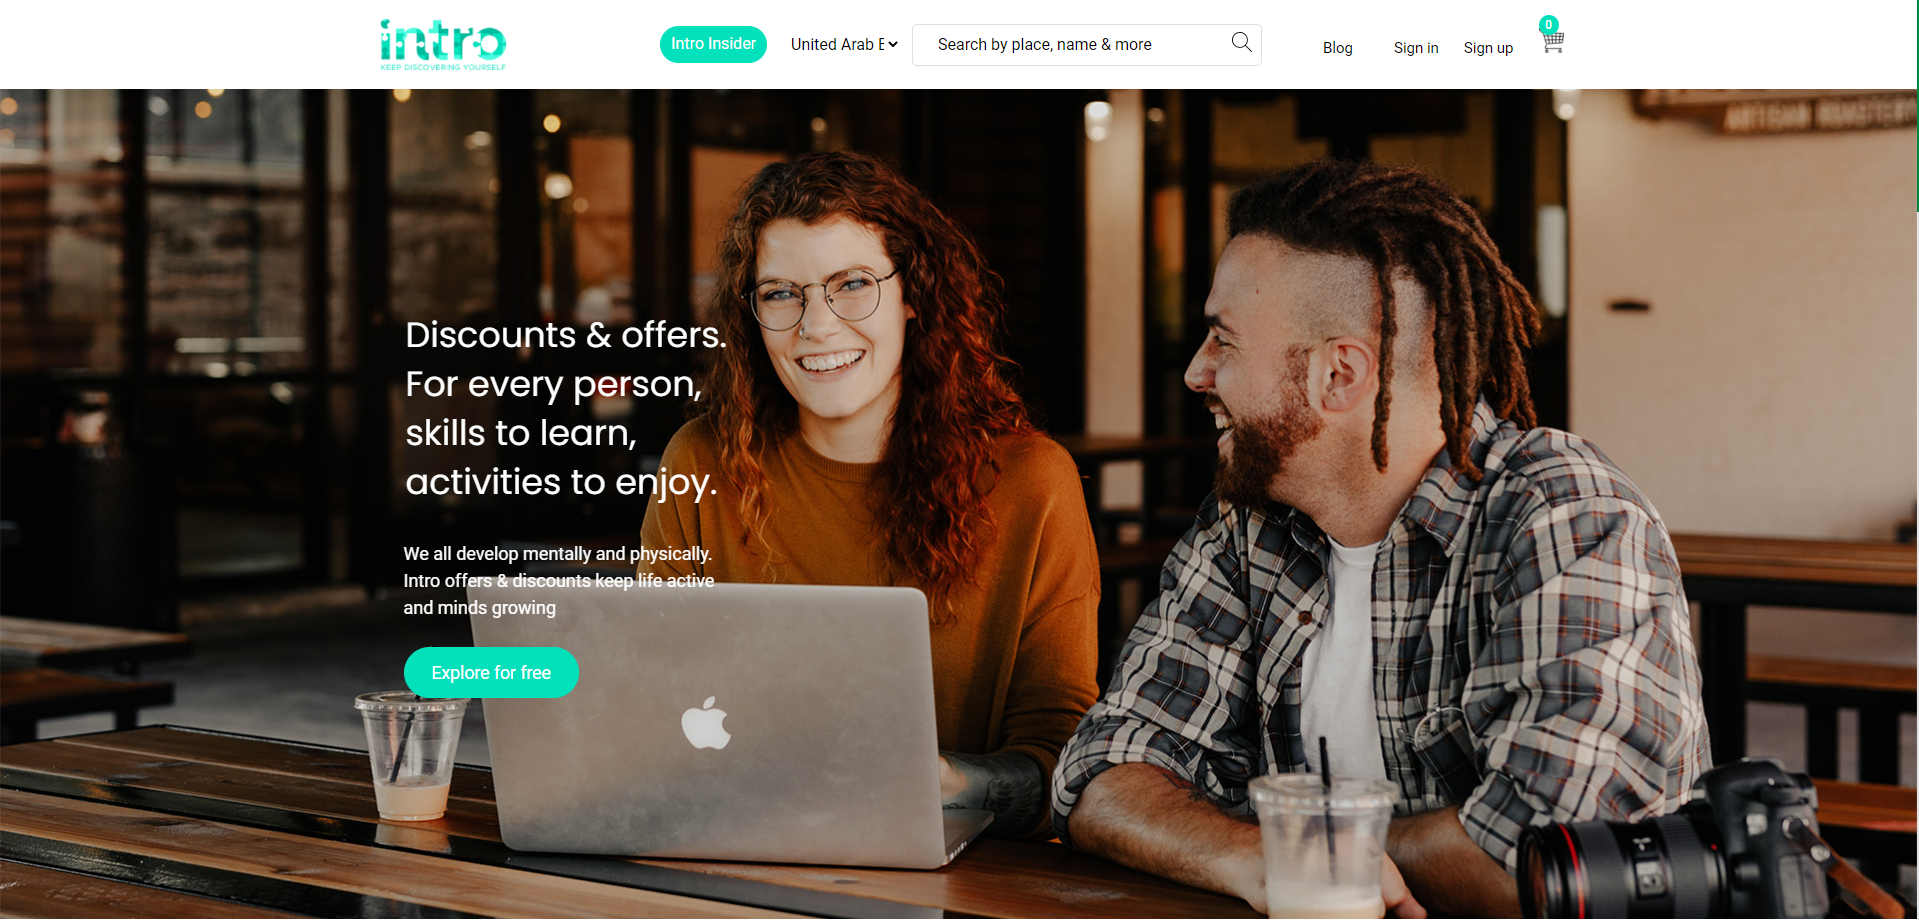 intro
KEEP DISCOVERING YOURSELF
Intro Insider
United Arab E
Search by place, name & more
Blog
Sign in
Sign up
0
ARTISAN ROASTERY
Discounts & offers.
For every person,
skills to learn,
activities to enjoy.
We all develop mentally and physically.
Intro offers & discounts keep life active
and minds growing
Explore for free